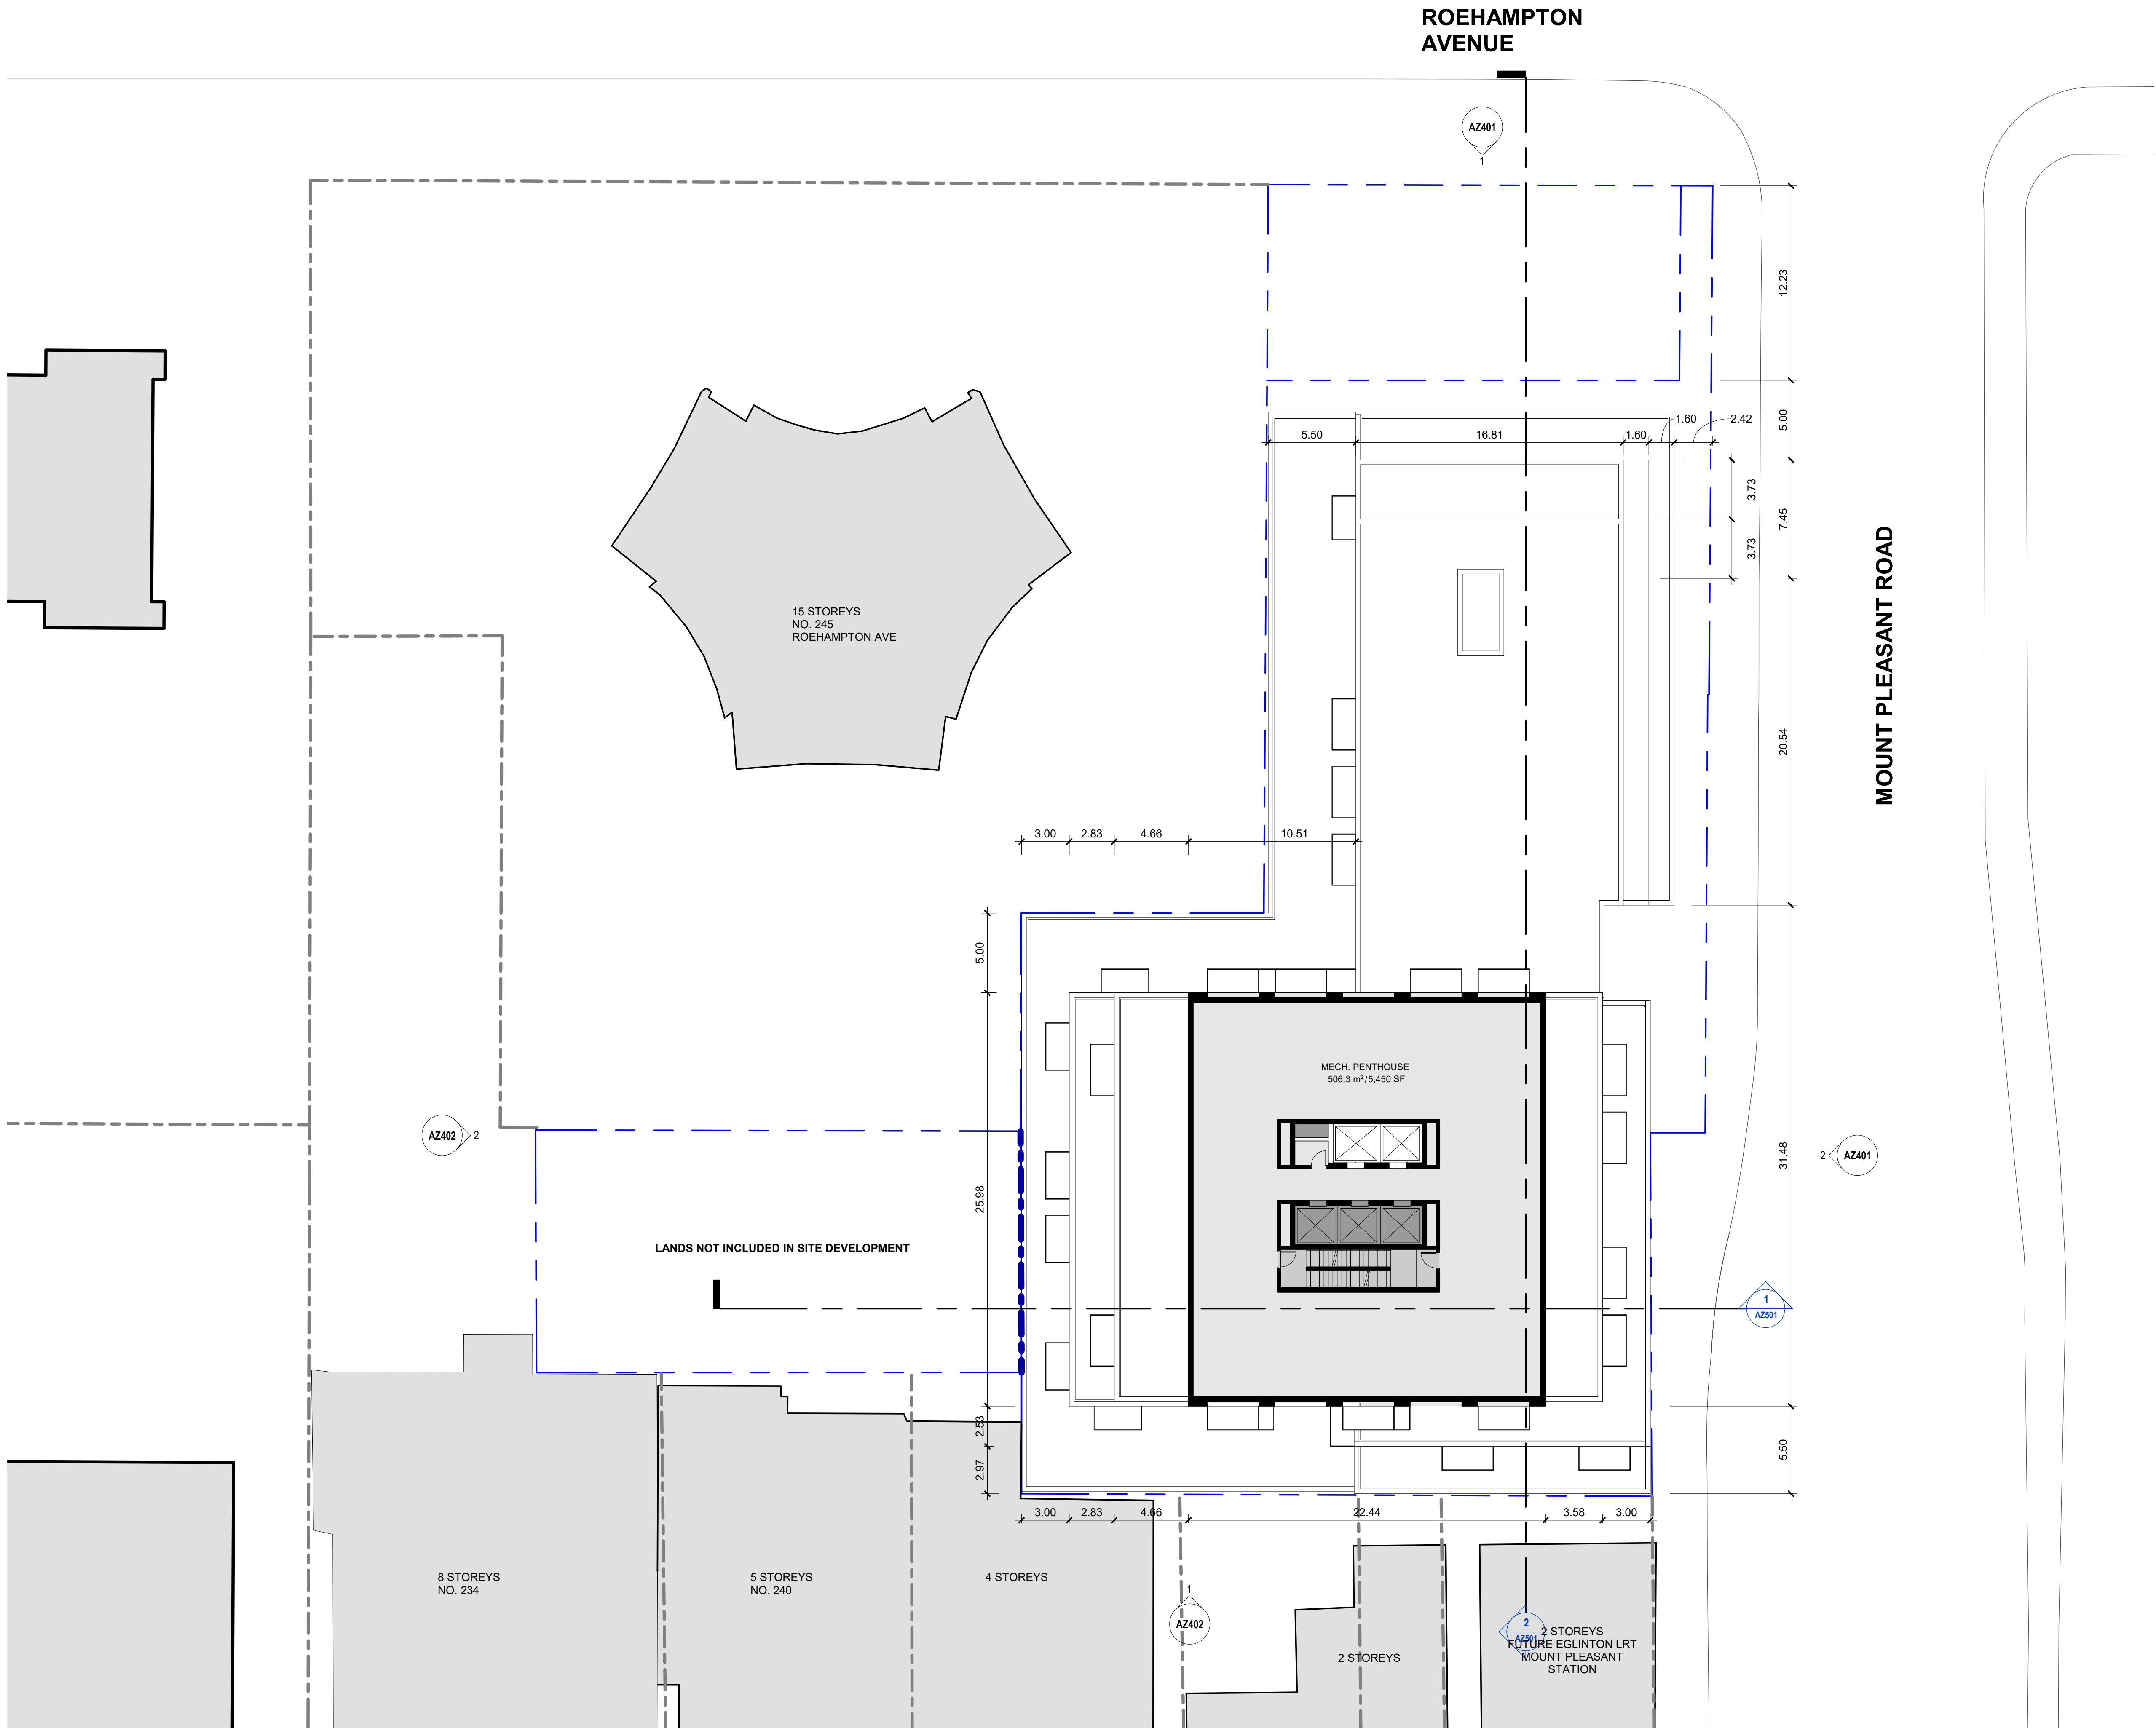 ROEHAMPTON
AVENUE
AZ401
1
12.23
5.00
1.60
2.42
5.50
16.81
1.60
3.73
7.45
3.73
MOUNT PLEASANT ROAD
15 STOREYS
NO. 245
ROEHAMPTON AVE
20.54
3.00
2.83
4.66
10.51
5.00
MECH. PENTHOUSE
506.3 m²/5,450 SF
AZ402
2
31.48
2
AZ401
25.98
LANDS NOT INCLUDED IN SITE DEVELOPMENT
1
AZ501
2.53
2.97
5.50
3.00
2.83
4.66
22.44
3.58
3.00
8 STOREYS
NO. 234
5 STOREYS
NO. 240
4 STOREYS
1
AZ402
2 STOREYS
2
AZ501
2 STOREYS
FUTURE EGLINTON LRT
MOUNT PLEASANT
STATION